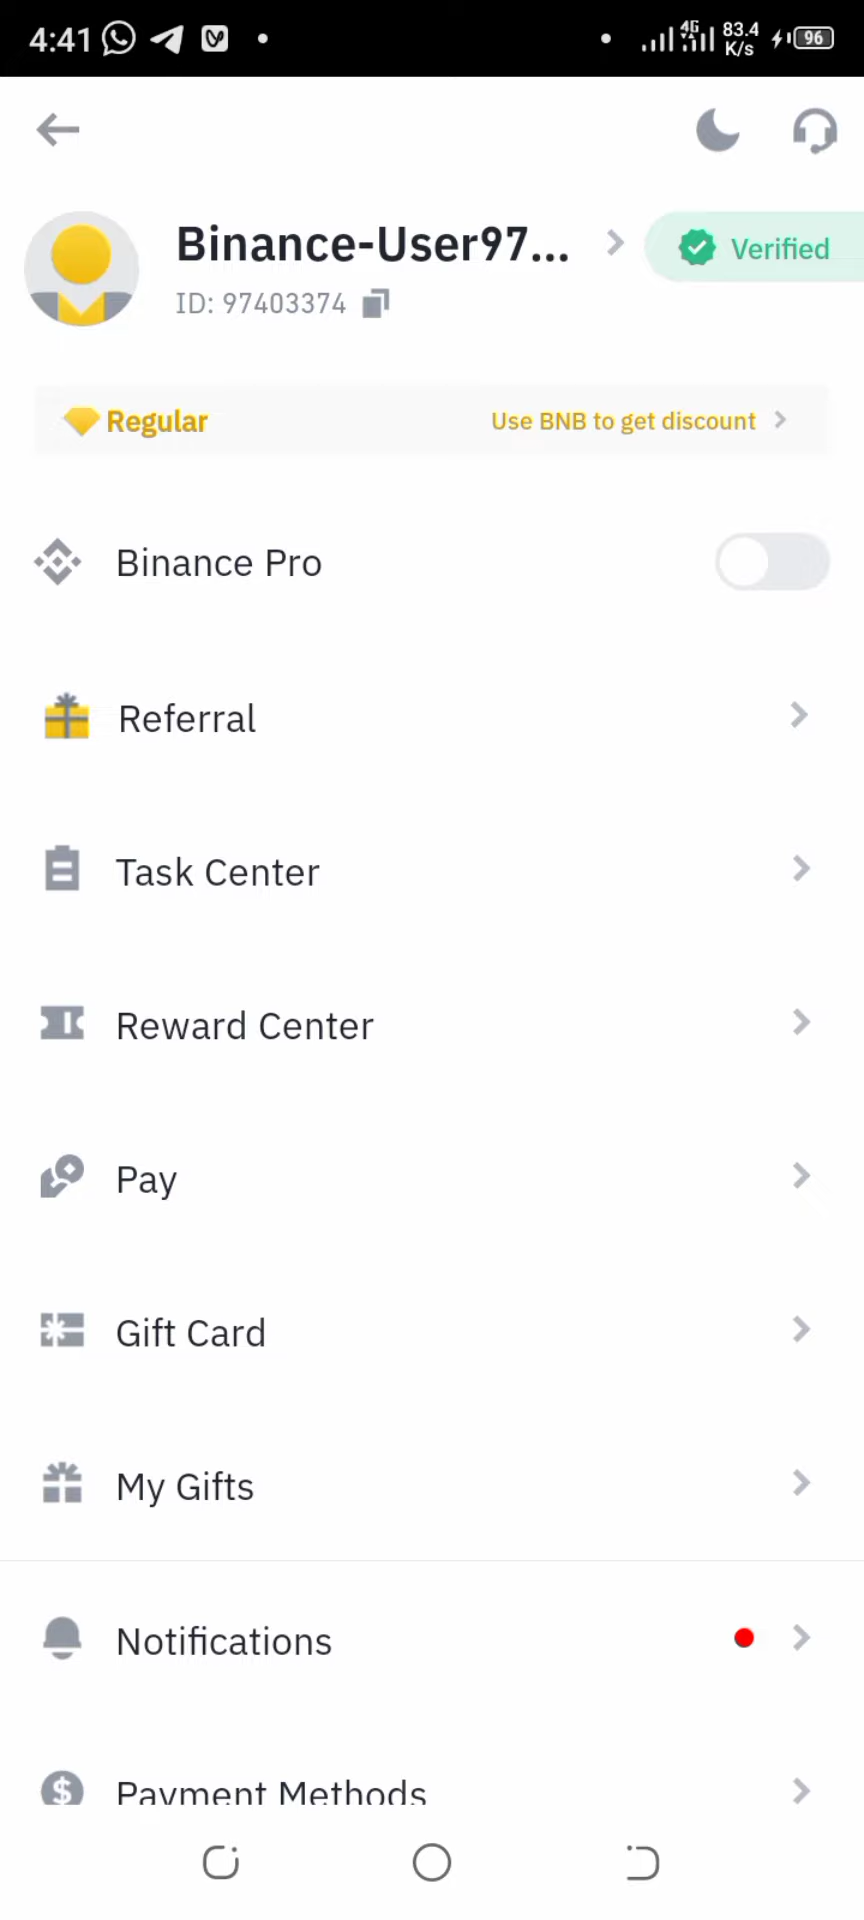 4:41 4G 83.4 K/s 96
Binance-User97... Verified
ID: 97403374
Regular Use BNB to get discount
Binance Pro
Referral
Task Center
Reward Center
Pay
Gift Card
My Gifts
Notifications
Payment Methods